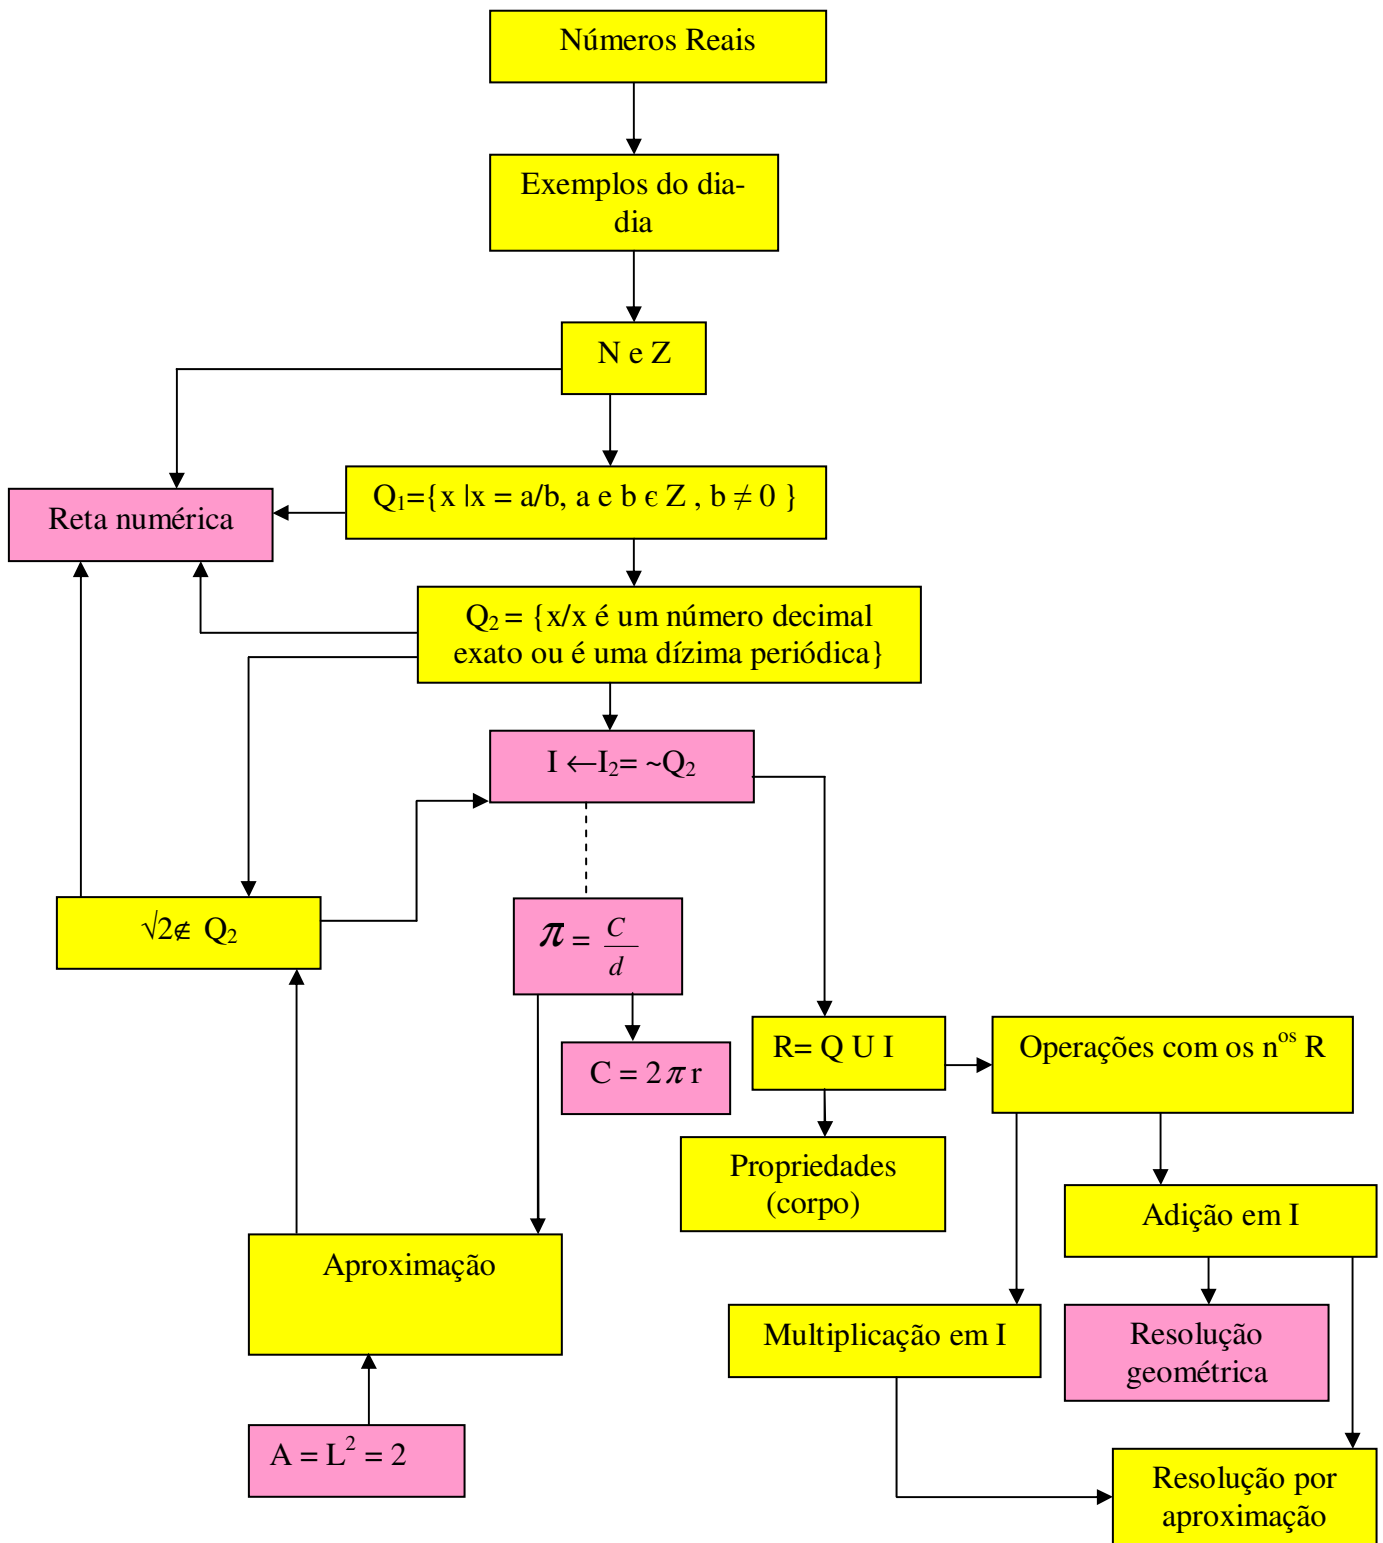 Números Reais
Exemplos do dia-
dia
N e Z
Q₁={x |x = a/b, a e b є Z , b ≠ 0 }
Reta numérica
Q₂ = {x/x é um número decimal
exato ou é uma dízima periódica}
I ←I₂= ~Q₂
√2∉ Q₂
π = C/d
C = 2π r
R= Q U I
Operações com os nᵒˢ R
Propriedades
(corpo)
Adição em I
Aproximação
Multiplicação em I
Resolução
geométrica
A = L² = 2
Resolução por
aproximação